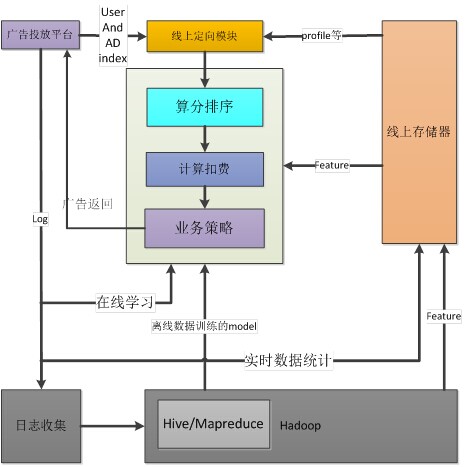 广告投放平台
User
And
AD
index
线上定向模块
profile等
算分排序
线上存储器
计算扣费
Feature
广告返回
Log
业务策略
在线学习
离线数据训练的model
Feature
实时数据统计
日志收集
Hive/Mapreduce
Hadoop